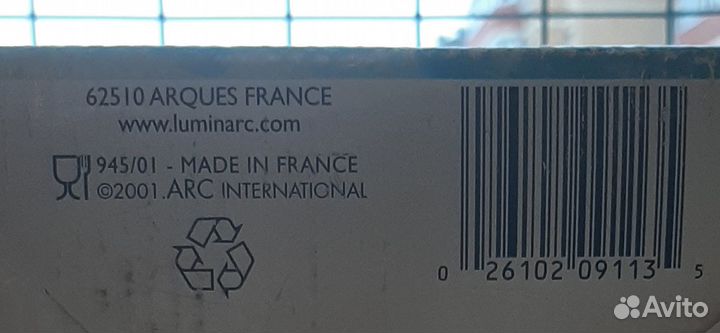 62510 ARQUES FRANCE
www.luminarc.com
945/01 - MADE IN FRANCE
©2001.ARC INTERNATIONAL
0 26102 09113 5
Avito